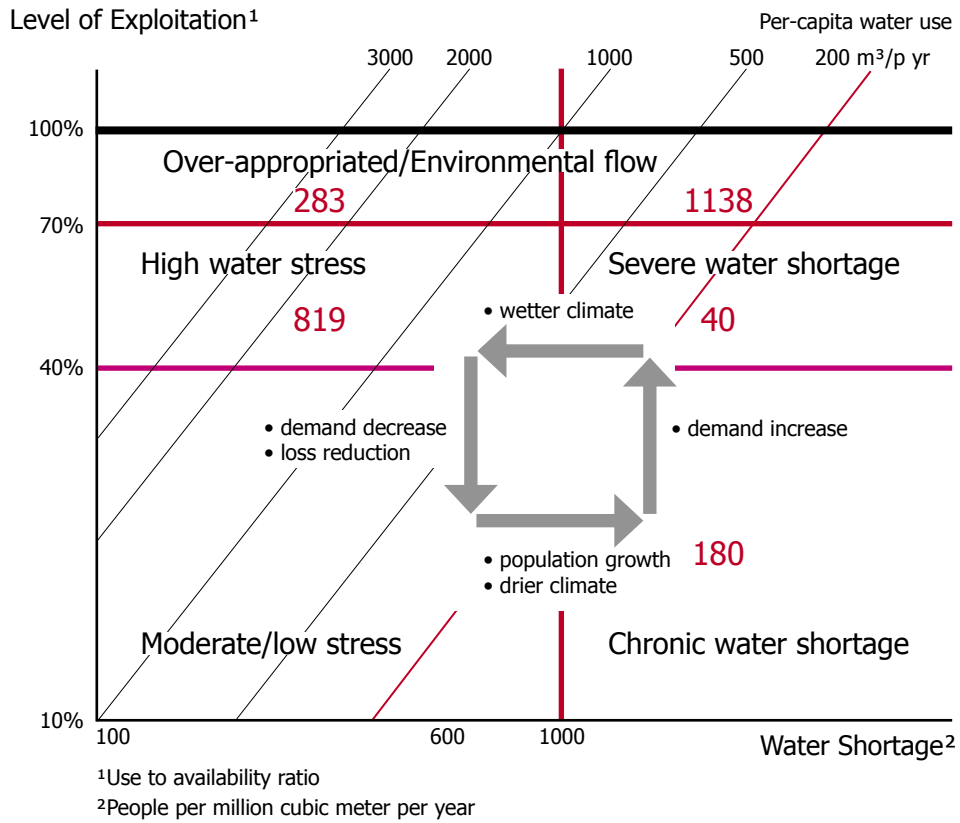 Level of Exploitation¹
Per-capita water use
3000 2000 1000 500 200 m³/p yr
100%
Over-appropriated/Environmental flow
283 1138
70%
High water stress Severe water shortage
• wetter climate
819 40
40%
• demand decrease
• loss reduction
• demand increase
• population growth
• drier climate
180
Moderate/low stress Chronic water shortage
10%
100 600 1000
Water Shortage²
¹Use to availability ratio
²People per million cubic meter per year